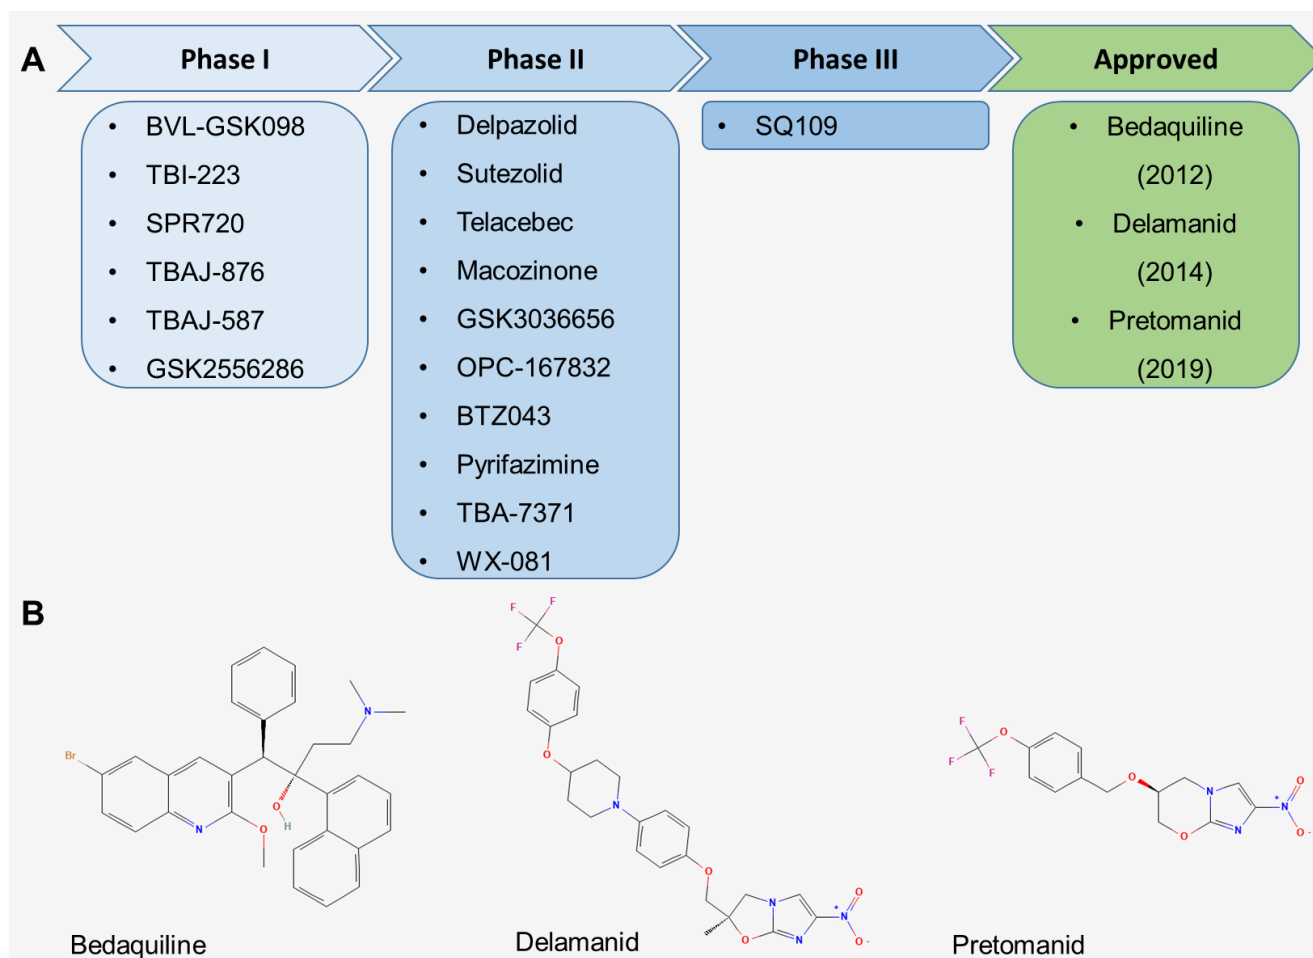 A
Phase I
Phase II
Phase III
Approved
• BVL-GSK098
• TBI-223
• SPR720
• TBAJ-876
• TBAJ-587
• GSK2556286
• Delpazolid
• Sutezolid
• Telacebec
• Macozinone
• GSK3036656
• OPC-167832
• BTZ043
• Pyrifazimine
• TBA-7371
• WX-081
• SQ109
• Bedaquiline
(2012)
• Delamanid
(2014)
• Pretomanid
(2019)
B
Br
N
O
O
H
N
Bedaquiline
F
F
F
O
O
N
O
O
N
N
N+
O
O-
Delamanid
F
F
F
O
O
O
N
N
N+
O
O-
Pretomanid